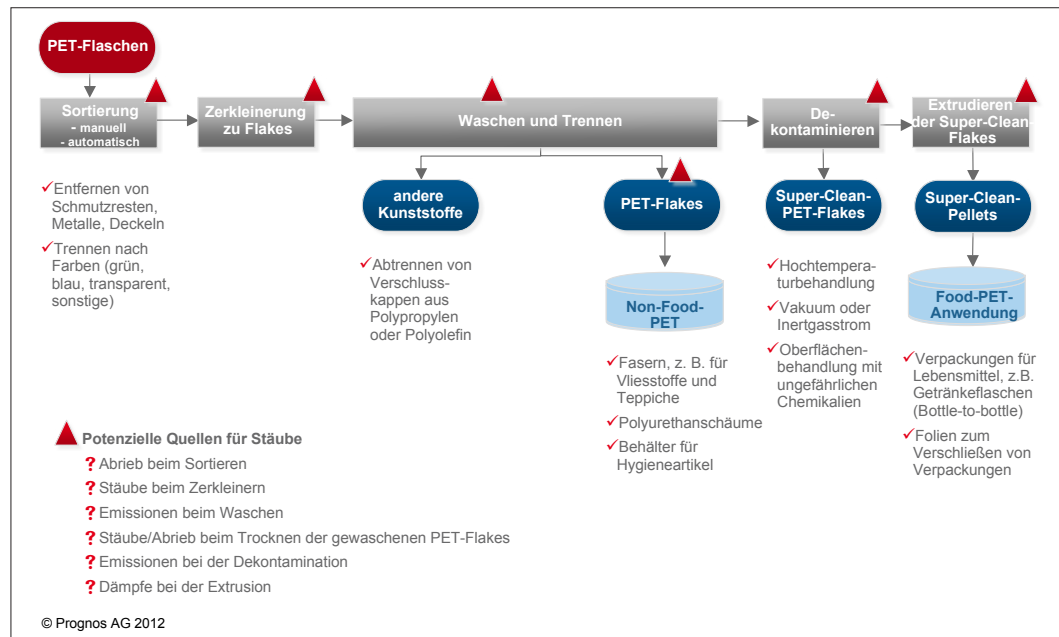 PET-Flaschen
Sortierung
- manuell
- automatisch
Zerkleinerung
zu Flakes
Waschen und Trennen
De-
kontaminieren
Extrudieren
der Super-Clean-
Flakes
✓Entfernen von
Schmutzresten,
Metalle, Deckeln
✓Trennen nach
Farben (grün,
blau, transparent,
sonstige)
andere
Kunststoffe
✓Abtrennen von
Verschluss-
kappen aus
Polypropylen
oder Polyolefin
PET-Flakes
Non-Food-
PET
✓Fasern, z. B. für
Vliesstoffe und
Teppiche
✓Polyurethanschäume
✓Behälter für
Hygieneartikel
Super-Clean-
PET-Flakes
✓Hochtempera-
turbehandlung
✓Vakuum oder
Inertgasstrom
✓Oberflächen-
behandlung mit
ungefährlichen
Chemikalien
Super-Clean-
Pellets
Food-PET-
Anwendung
✓Verpackungen für
Lebensmittel, z.B.
Getränkeflaschen
(Bottle-to-bottle)
✓Folien zum
Verschließen von
Verpackungen
Potenzielle Quellen für Stäube
? Abrieb beim Sortieren
? Stäube beim Zerkleinern
? Emissionen beim Waschen
? Stäube/Abrieb beim Trocknen der gewaschenen PET-Flakes
? Emissionen bei der Dekontamination
? Dämpfe bei der Extrusion
© Prognos AG 2012